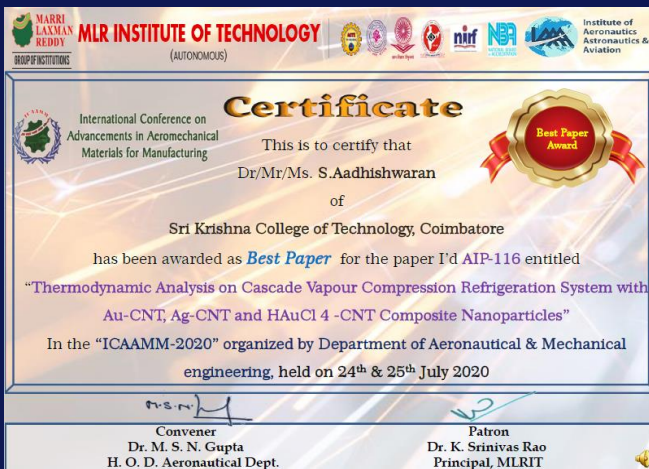 MARRI
LAXMAN
REDDY
GROUP OF INSTITUTIONS
MLR INSTITUTE OF TECHNOLOGY
(AUTONOMOUS)
nirf
NBA
IAAA
Institute of
Aeronautics
Astronautics &
Aviation
International Conference on
Advancements in Aeromechanical
Materials for Manufacturing
Certificate
Best Paper
Award
This is to certify that
Dr/Mr/Ms. S.Aadhishwaran
of
Sri Krishna College of Technology, Coimbatore
has been awarded as Best Paper for the paper I'd AIP-116 entitled
“Thermodynamic Analysis on Cascade Vapour Compression Refrigeration System with
Au-CNT, Ag-CNT and HAuCl 4 -CNT Composite Nanoparticles”
In the “ICAAMM-2020” organized by Department of Aeronautical & Mechanical
engineering, held on 24th & 25th July 2020
M.S.N.
Convener
Dr. M. S. N. Gupta
H. O. D. Aeronautical Dept.
Patron
Dr. K. Srinivas Rao
Principal, MLRIT